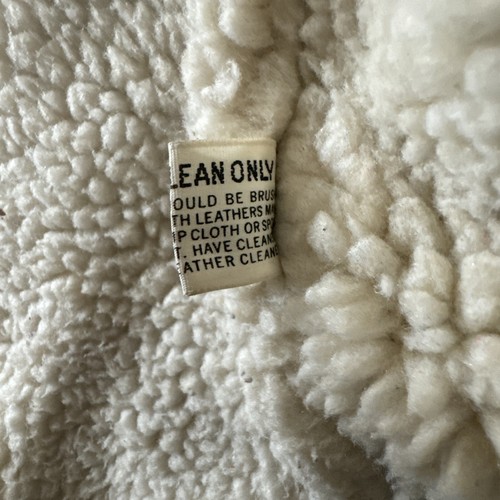 LEAN ONLY
OULD BE BRUS
TH LEATHERS MA
P CLOTH OR SP
T. HAVE CLEAN
ATHER CLEAN